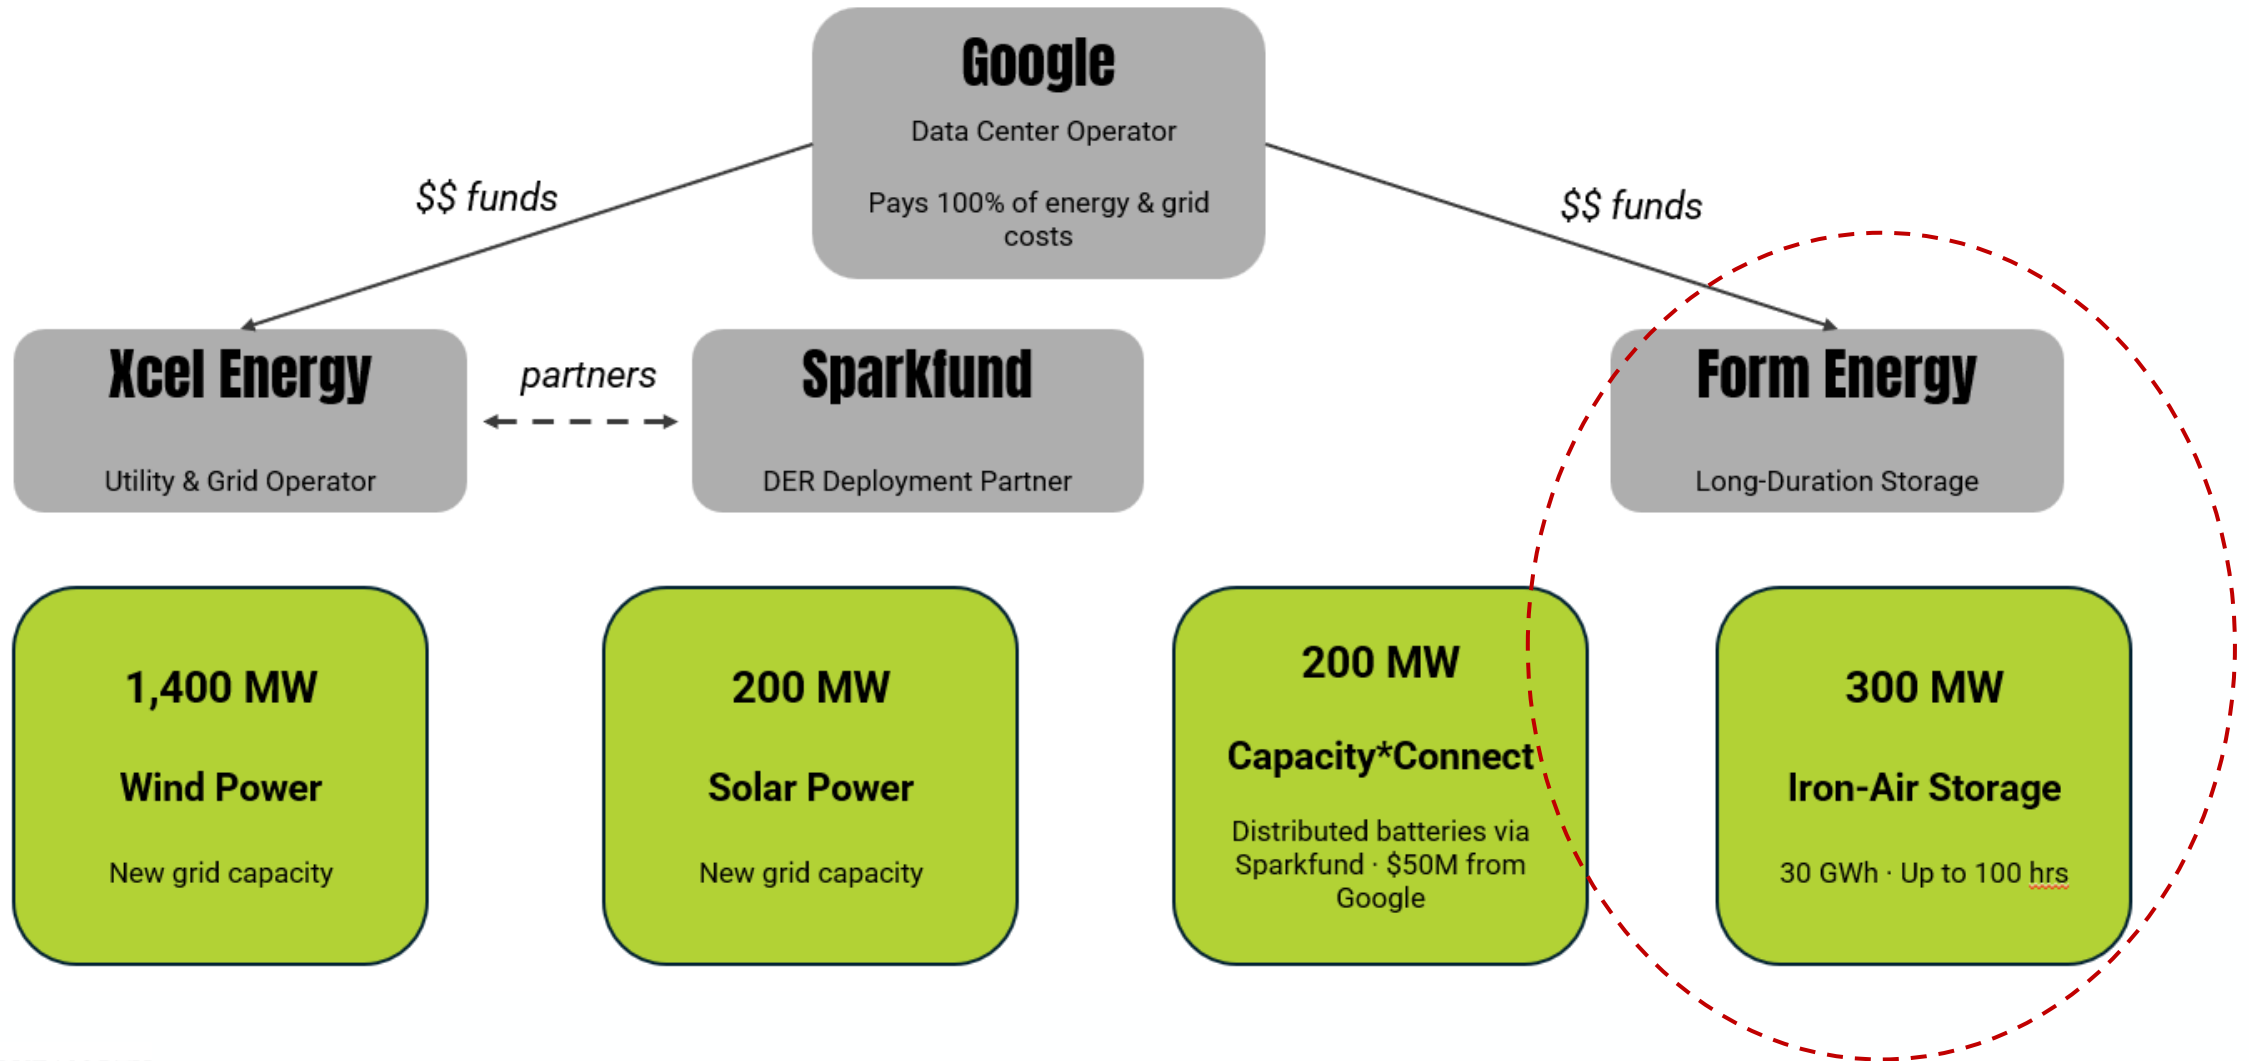 Google
Data Center Operator
Pays 100% of energy & grid
costs
$$ funds
$$ funds
Xcel Energy
Utility & Grid Operator
partners
Sparkfund
DER Deployment Partner
Form Energy
Long-Duration Storage
1,400 MW
Wind Power
New grid capacity
200 MW
Solar Power
New grid capacity
200 MW
Capacity*Connect
Distributed batteries via
Sparkfund · $50M from
Google
300 MW
Iron-Air Storage
30 GWh · Up to 100 hrs